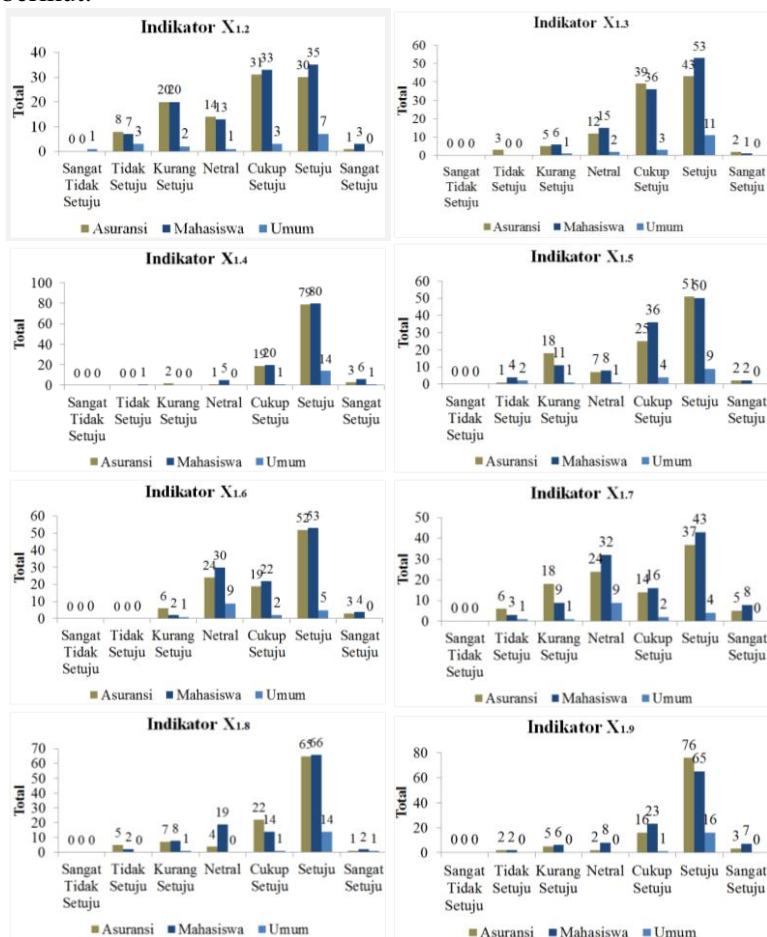 Indikator X1.2
Total
40
30
20
10
0
0 0 1
8 7 3
20 20 2
14 13 1
31 33 3
30 35 7
1 3 0
Sangat Tidak Kurang Netral Cukup Setuju Sangat
Tidak Setuju Setuju Setuju Setuju
Setuju
Asuransi Mahasiswa Umum
Indikator X1.3
Total
60
50
40
30
20
10
0
0 0 0
3 0 0
5 6 1
12 15 2
39 36 3
43 53 11
2 1 0
Sangat Tidak Kurang Netral Cukup Setuju Sangat
Tidak Setuju Setuju Setuju Setuju
Setuju
Asuransi Mahasiswa Umum
Indikator X1.4
Total
100
80
60
40
20
0
0 0 0
0 0 1
2 0 0
1 5 0
19 20 1
79 80 14
3 6 1
Sangat Tidak Kurang Netral Cukup Setuju Sangat
Tidak Setuju Setuju Setuju Setuju
Setuju
Asuransi Mahasiswa Umum
Indikator X1.5
Total
60
50
40
30
20
10
0
0 0 0
1 4 2
18 11 1
7 8 1
25 36 4
51 50 9
2 2 0
Sangat Tidak Kurang Netral Cukup Setuju Sangat
Tidak Setuju Setuju Setuju Setuju
Setuju
Asuransi Mahasiswa Umum
Indikator X1.6
Total
60
50
40
30
20
10
0
0 0 0
0 0 0
6 2 1
24 30 9
19 22 2
52 53 5
3 4 0
Sangat Tidak Kurang Netral Cukup Setuju Sangat
Tidak Setuju Setuju Setuju Setuju
Setuju
Asuransi Mahasiswa Umum
Indikator X1.7
Total
50
40
30
20
10
0
0 0 0
6 3 1
18 9 1
24 32 9
14 16 2
37 43 4
5 8 0
Sangat Tidak Kurang Netral Cukup Setuju Sangat
Tidak Setuju Setuju Setuju Setuju
Setuju
Asuransi Mahasiswa Umum
Indikator X1.8
Total
70
60
50
40
30
20
10
0
0 0 0
5 2 0
7 8 1
4 19 0
22 14 1
65 66 14
1 2 1
Sangat Tidak Kurang Netral Cukup Setuju Sangat
Tidak Setuju Setuju Setuju Setuju
Setuju
Asuransi Mahasiswa Umum
Indikator X1.9
Total
80
60
40
20
0
0 0 0
2 2 0
5 6 0
2 8 0
16 23 1
76 65 16
3 7 0
Sangat Tidak Kurang Netral Cukup Setuju Sangat
Tidak Setuju Setuju Setuju Setuju
Setuju
Asuransi Mahasiswa Umum